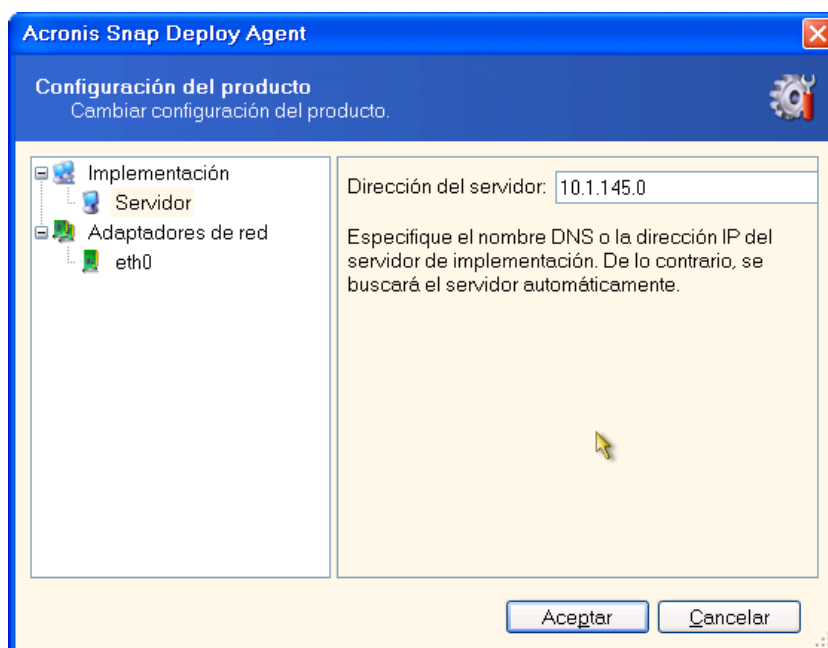 Acronis Snap Deploy Agent
Configuración del producto
Cambiar configuración del producto.
Implementación
Servidor
Adaptadores de red
eth0
Dirección del servidor: 10.1.145.0
Especifique el nombre DNS o la dirección IP del
servidor de implementación. De lo contrario, se
buscará el servidor automáticamente.
Aceptar
Cancelar